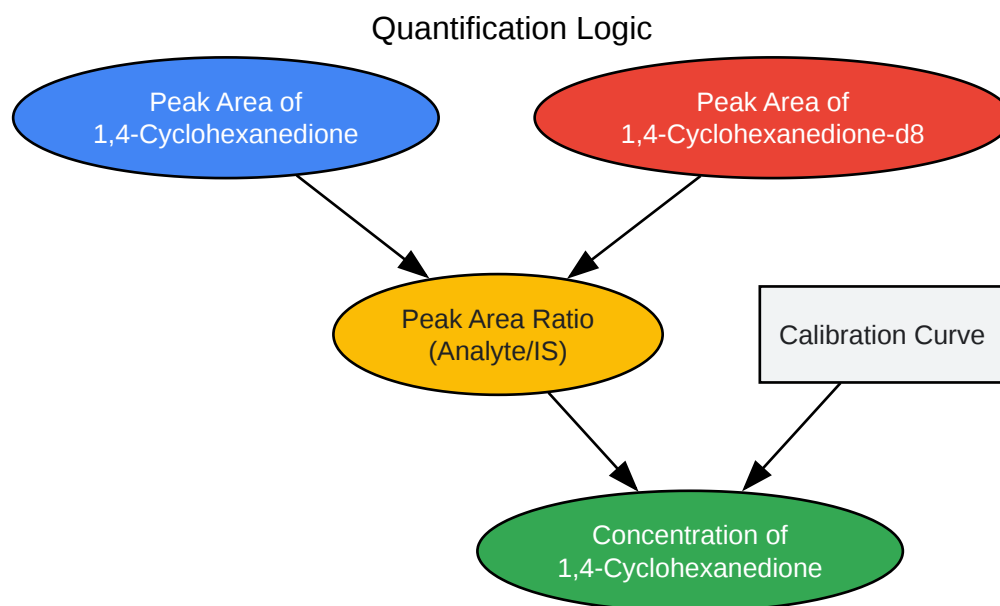 Quantification Logic
Peak Area of
1,4-Cyclohexanedione
Peak Area of
1,4-Cyclohexanedione-d8
Peak Area Ratio
(Analyte/IS)
Calibration Curve
Concentration of
1,4-Cyclohexanedione